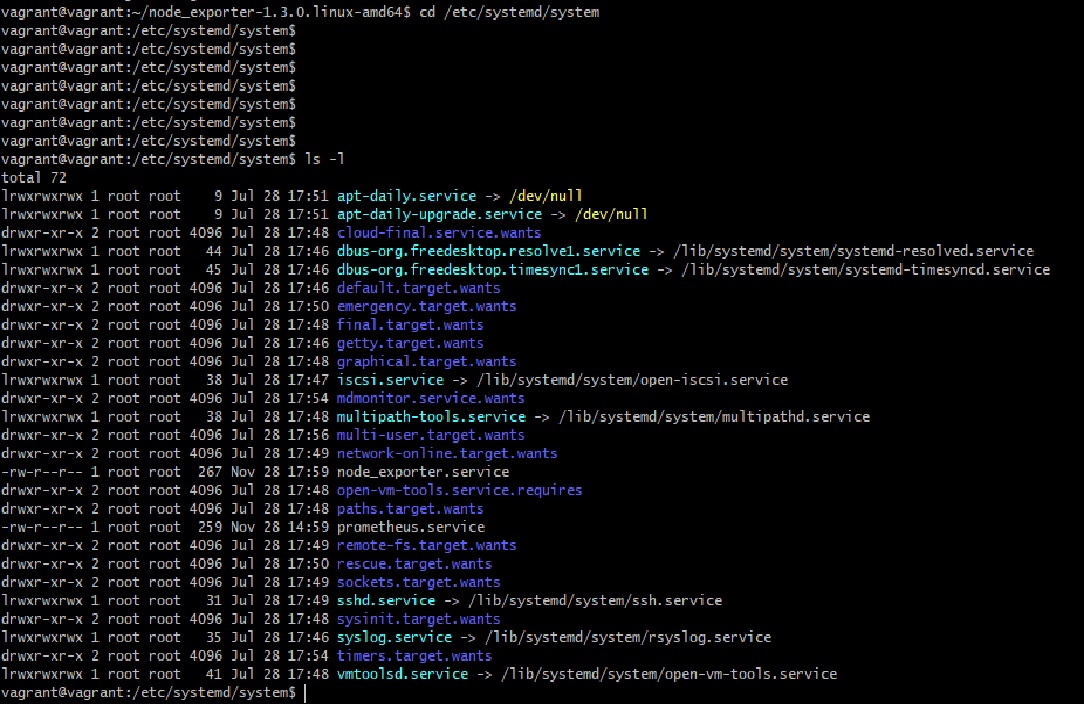 vagrant@vagrant:~/node_exporter-1.3.0.linux-amd64$ cd /etc/systemd/system
vagrant@vagrant:/etc/systemd/system$
vagrant@vagrant:/etc/systemd/system$
vagrant@vagrant:/etc/systemd/system$
vagrant@vagrant:/etc/systemd/system$
vagrant@vagrant:/etc/systemd/system$
vagrant@vagrant:/etc/systemd/system$
vagrant@vagrant:/etc/systemd/system$
vagrant@vagrant:/etc/systemd/system$ ls -l
total 72
lrwxrwxrwx 1 root root    9 Jul 28 17:51 apt-daily.service -> /dev/null
lrwxrwxrwx 1 root root    9 Jul 28 17:51 apt-daily-upgrade.service -> /dev/null
drwxr-xr-x 2 root root 4096 Jul 28 17:48 cloud-final.service.wants
lrwxrwxrwx 1 root root   44 Jul 28 17:46 dbus-org.freedesktop.resolve1.service -> /lib/systemd/system/systemd-resolved.service
lrwxrwxrwx 1 root root   45 Jul 28 17:46 dbus-org.freedesktop.timesync1.service -> /lib/systemd/system/systemd-timesyncd.service
drwxr-xr-x 2 root root 4096 Jul 28 17:46 default.target.wants
drwxr-xr-x 2 root root 4096 Jul 28 17:50 emergency.target.wants
drwxr-xr-x 2 root root 4096 Jul 28 17:48 final.target.wants
drwxr-xr-x 2 root root 4096 Jul 28 17:46 getty.target.wants
drwxr-xr-x 2 root root 4096 Jul 28 17:48 graphical.target.wants
lrwxrwxrwx 1 root root   38 Jul 28 17:47 iscsi.service -> /lib/systemd/system/open-iscsi.service
drwxr-xr-x 2 root root 4096 Jul 28 17:54 mdmonitor.service.wants
lrwxrwxrwx 1 root root   38 Jul 28 17:48 multipath-tools.service -> /lib/systemd/system/multipathd.service
drwxr-xr-x 2 root root 4096 Jul 28 17:56 multi-user.target.wants
drwxr-xr-x 2 root root 4096 Jul 28 17:49 network-online.target.wants
-rw-r--r-- 1 root root  267 Nov 28 17:59 node_exporter.service
drwxr-xr-x 2 root root 4096 Jul 28 17:48 open-vm-tools.service.requires
drwxr-xr-x 2 root root 4096 Jul 28 17:48 paths.target.wants
-rw-r--r-- 1 root root  259 Nov 28 14:59 prometheus.service
drwxr-xr-x 2 root root 4096 Jul 28 17:49 remote-fs.target.wants
drwxr-xr-x 2 root root 4096 Jul 28 17:50 rescue.target.wants
drwxr-xr-x 2 root root 4096 Jul 28 17:49 sockets.target.wants
lrwxrwxrwx 1 root root   31 Jul 28 17:49 sshd.service -> /lib/systemd/system/ssh.service
drwxr-xr-x 2 root root 4096 Jul 28 17:48 sysinit.target.wants
lrwxrwxrwx 1 root root   35 Jul 28 17:46 syslog.service -> /lib/systemd/system/rsyslog.service
drwxr-xr-x 2 root root 4096 Jul 28 17:54 timers.target.wants
lrwxrwxrwx 1 root root   41 Jul 28 17:48 vmtoolsd.service -> /lib/systemd/system/open-vm-tools.service
vagrant@vagrant:/etc/systemd/system$